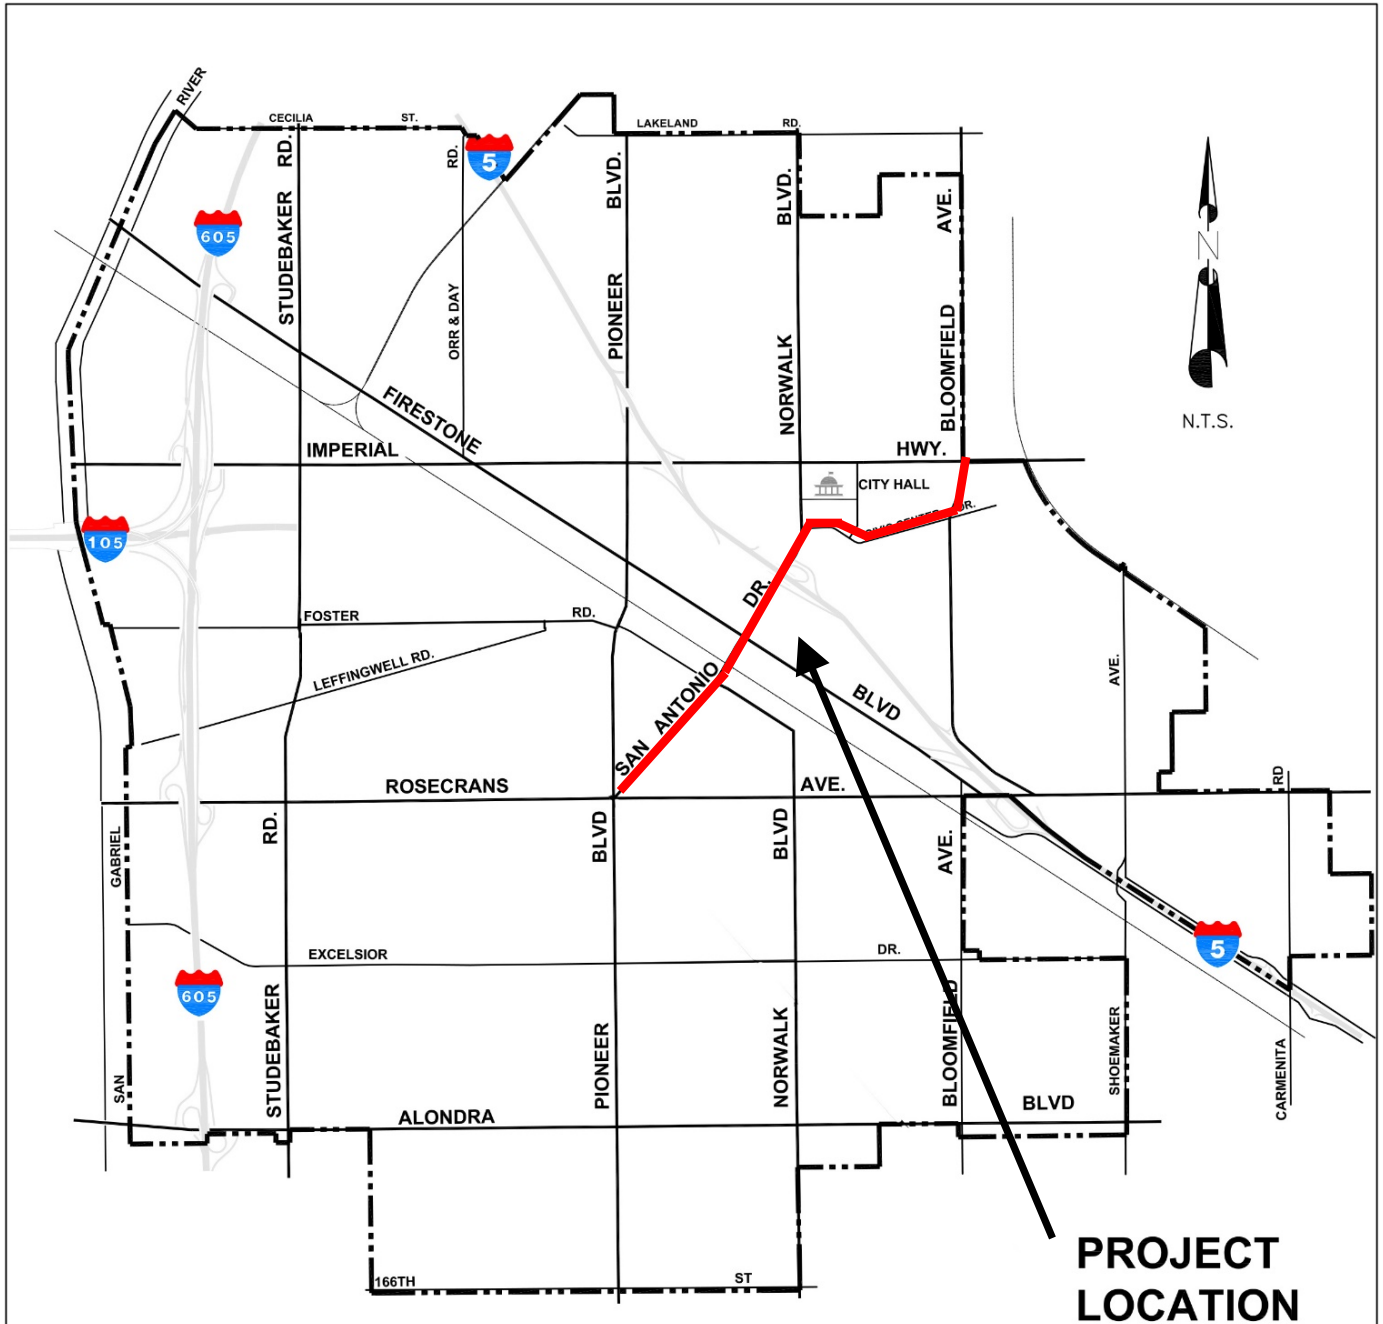 RIVER
CECILIA ST.
LAKELAND RD.
5
605
STUDEBAKER RD.
ORR & DAY RD.
PIONEER BLVD.
NORWALK BLVD.
BLOOMFIELD AVE.
N
N.T.S.
FIRESTONE
IMPERIAL HWY.
CITY HALL
CIVIC CENTER DR.
105
SAN ANTONIO DR.
FOSTER RD.
LEFFINGWELL RD.
BLVD
AVE.
ROSECRANS AVE.
RD
GABRIEL
RD.
BLVD
BLVD
AVE.
EXCELSIOR DR.
5
605
SAN
STUDEBAKER
PIONEER
NORWALK
BLOOMFIELD
SHOEMAKER
CARMENITA
ALONDRA BLVD
166TH ST
PROJECT
LOCATION